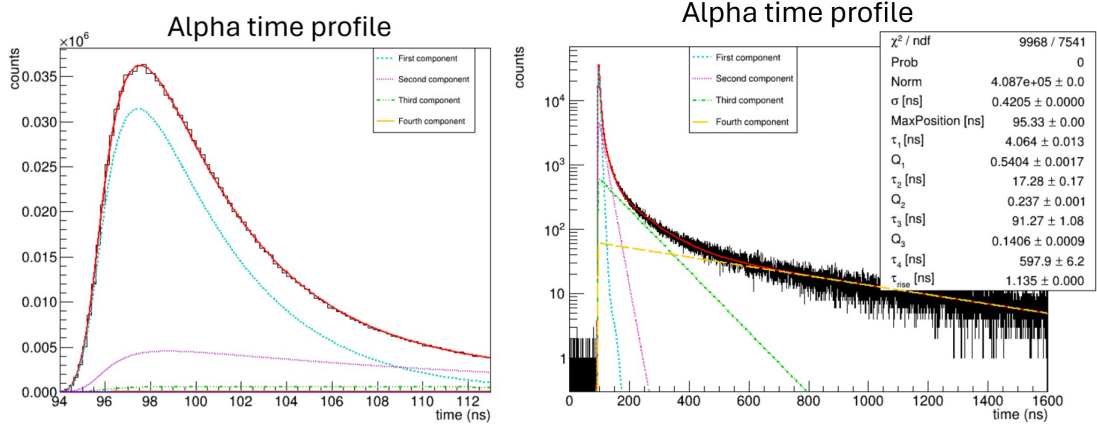 Alpha time profile
×10⁶
counts
0.035
0.030
0.025
0.020
0.015
0.010
0.005
0.000
94 96 98 100 102 104 106 108 110 112
time (ns)
First component
Second component
Third component
Fourth component
Alpha time profile
counts
10⁴
10³
10²
10
1
0 200 400 600 800 1000 1200 1400 1600
time (ns)
First component
Second component
Third component
Fourth component
χ² / ndf 9968 / 7541
Prob 0
Norm 4.087e+05 ± 0.0
σ [ns] 0.4205 ± 0.0000
MaxPosition [ns] 95.33 ± 0.00
τ₁ [ns] 4.064 ± 0.013
Q₁ 0.5404 ± 0.0017
τ₂ [ns] 17.28 ± 0.17
Q₂ 0.237 ± 0.001
τ₃ [ns] 91.27 ± 1.08
Q₃ 0.1406 ± 0.0009
τ₄ [ns] 597.9 ± 6.2
τrise [ns] 1.135 ± 0.000